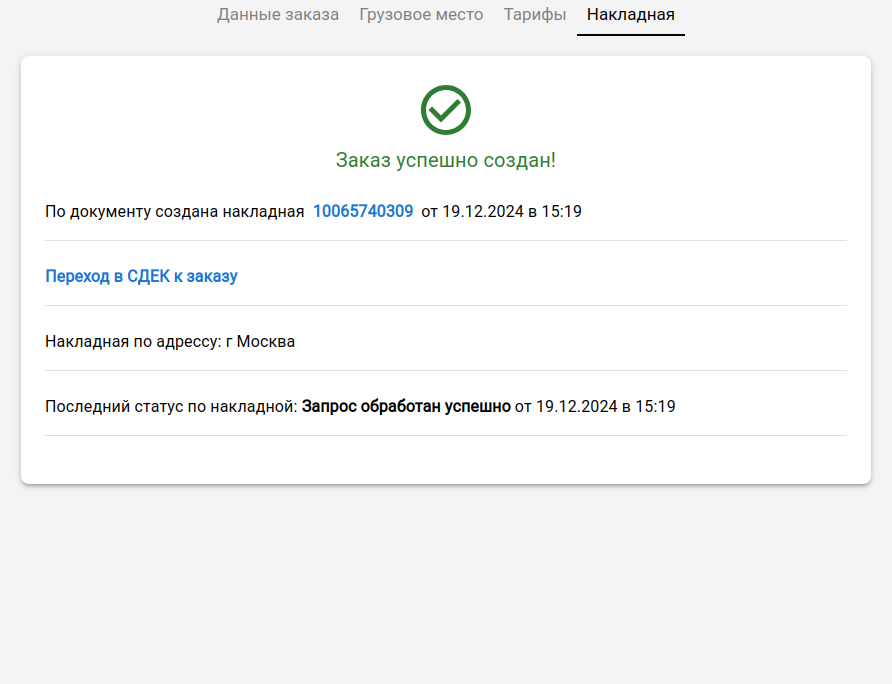 Данные заказа Грузовое место Тарифы Накладная
Заказ успешно создан!
По документу создана накладная 10065740309 от 19.12.2024 в 15:19
Переход в СДЕК к заказу
Накладная по адрессу: г Москва
Последний статус по накладной: Запрос обработан успешно от 19.12.2024 в 15:19